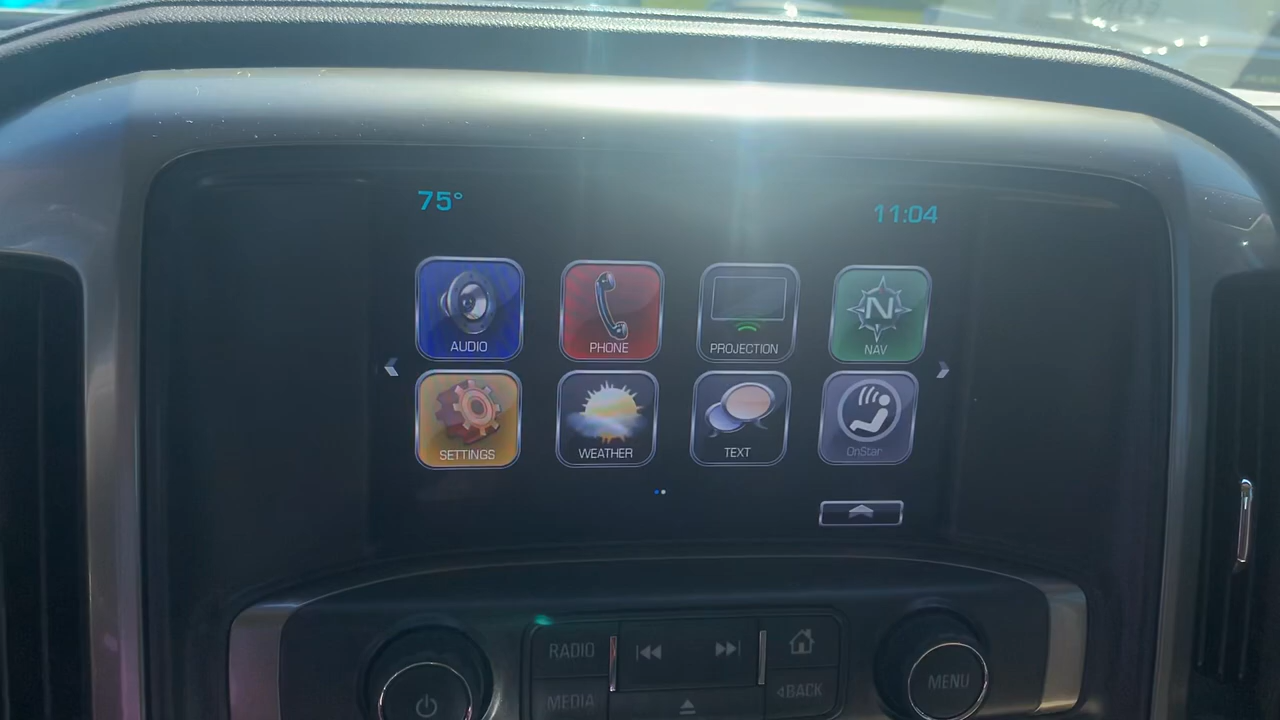 75°
11:04
AUDIO
PHONE
PROJECTION
N
NAV
SETTINGS
WEATHER
TEXT
OnStar
RADIO
MEDIA
BACK
MENU